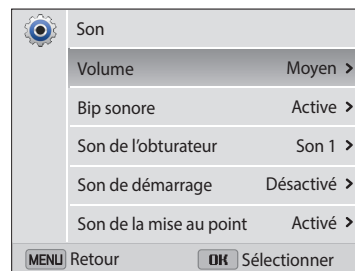 Son
Volume Moyen >
Bip sonore Active >
Son de l'obturateur Son 1 >
Son de démarrage Désactivé >
Son de la mise au point Activé >
MENU Retour OK Sélectionner